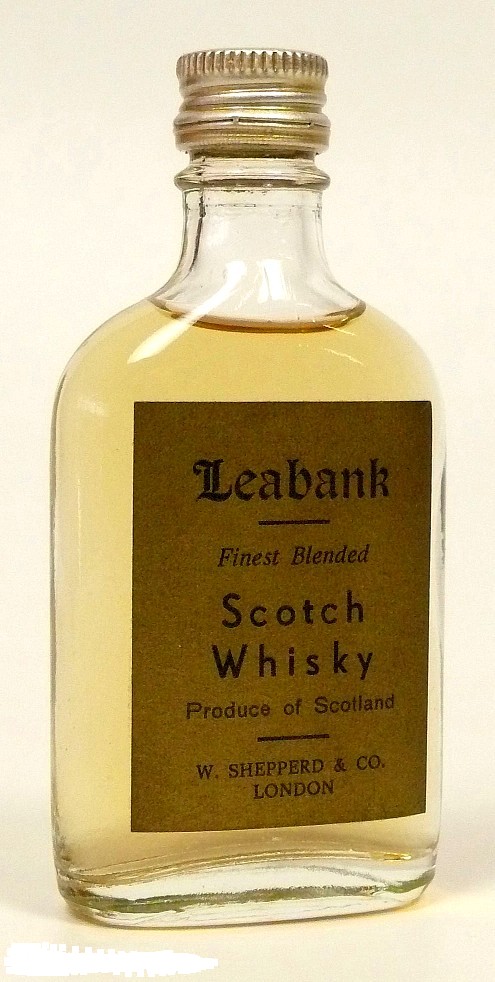 Leabank
Finest Blended
Scotch
Whisky
Produce of Scotland
W. SHEPPERD & CO.
LONDON